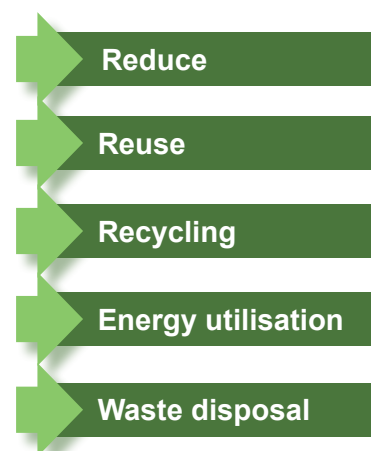 Reduce
Reuse
Recycling
Energy utilisation
Waste disposal